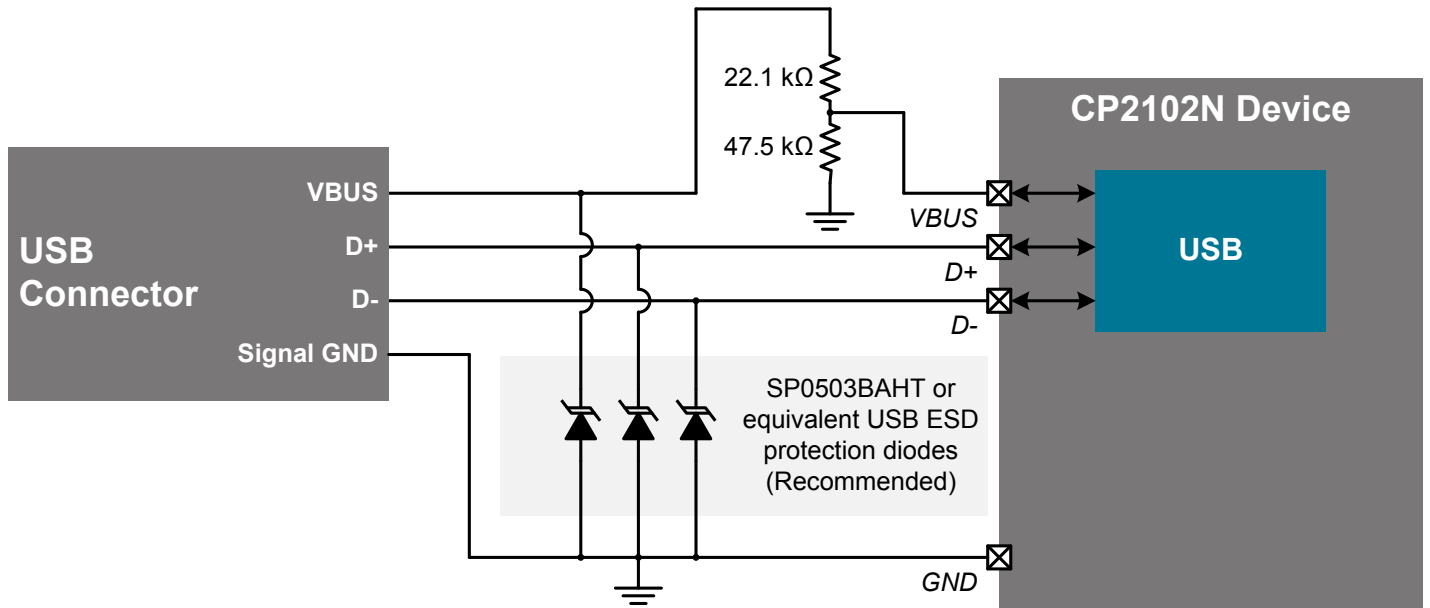 22.1 kΩ
47.5 kΩ
CP2102N Device
USB
Connector
VBUS
D+
D-
Signal GND
VBUS
D+
D-
USB
SP0503BAHT or
equivalent USB ESD
protection diodes
(Recommended)
GND